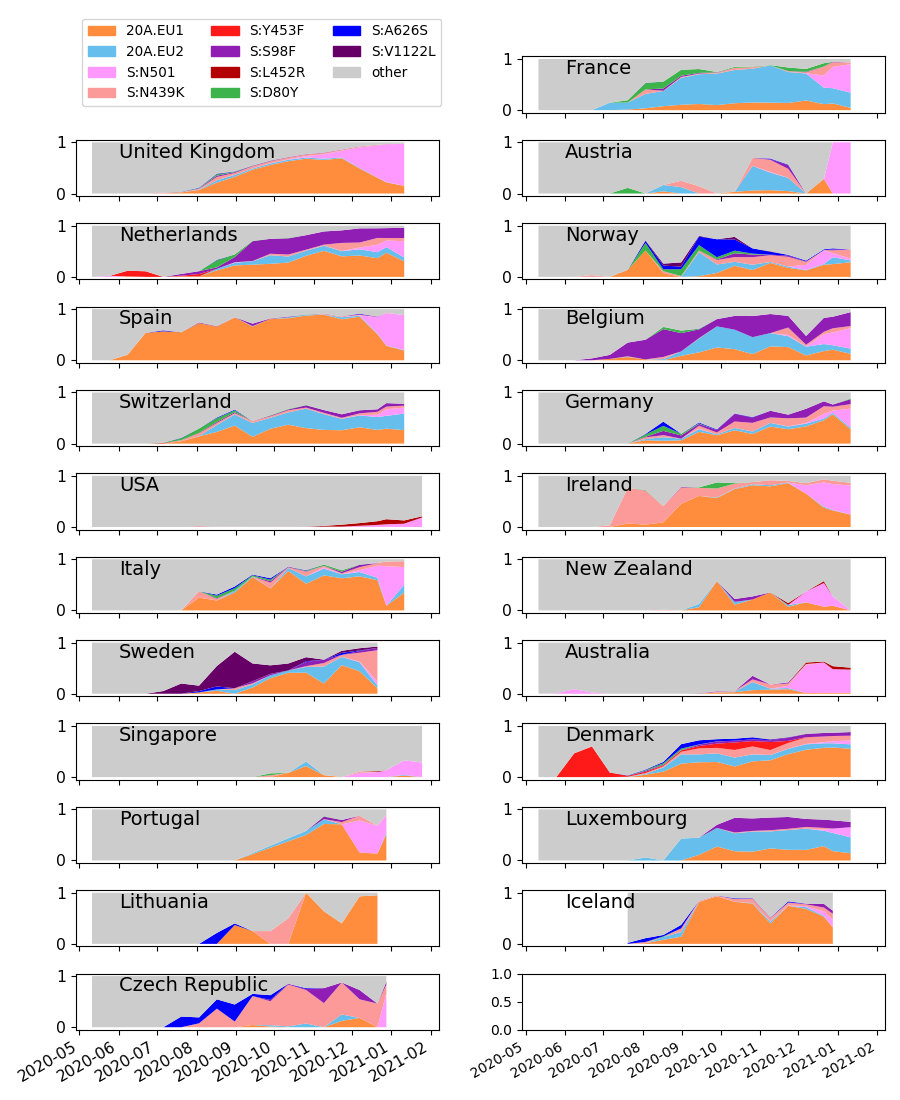 20A.EU1 S:Y453F S:A626S
20A.EU2 S:S98F S:V1122L
S:N501 S:L452R other
S:N439K S:D80Y
1 France
0
1 United Kingdom
0
1 Austria
0
1 Netherlands
0
1 Norway
0
1 Spain
0
1 Belgium
0
1 Switzerland
0
1 Germany
0
1 USA
0
1 Ireland
0
1 Italy
0
1 New Zealand
0
1 Sweden
0
1 Australia
0
1 Singapore
0
1 Denmark
0
1 Portugal
0
1 Luxembourg
0
1 Lithuania
0
1 Iceland
0
1 Czech Republic
0
1.0
0.5
0.0
2020-05 2020-06 2020-07 2020-08 2020-09 2020-10 2020-11 2020-12 2021-01 2021-02
2020-05 2020-06 2020-07 2020-08 2020-09 2020-10 2020-11 2020-12 2021-01 2021-02